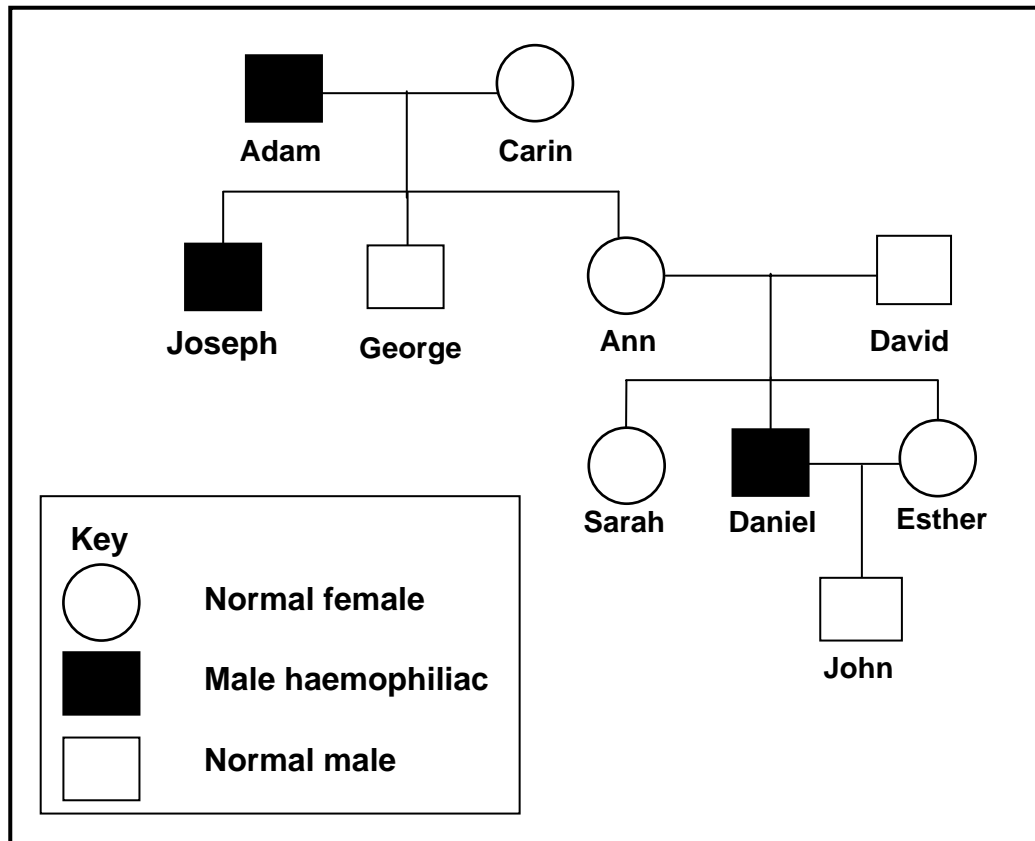 Adam
Carin
Joseph
George
Ann
David
Sarah
Daniel
Esther
John
Key
Normal female
Male haemophiliac
Normal male